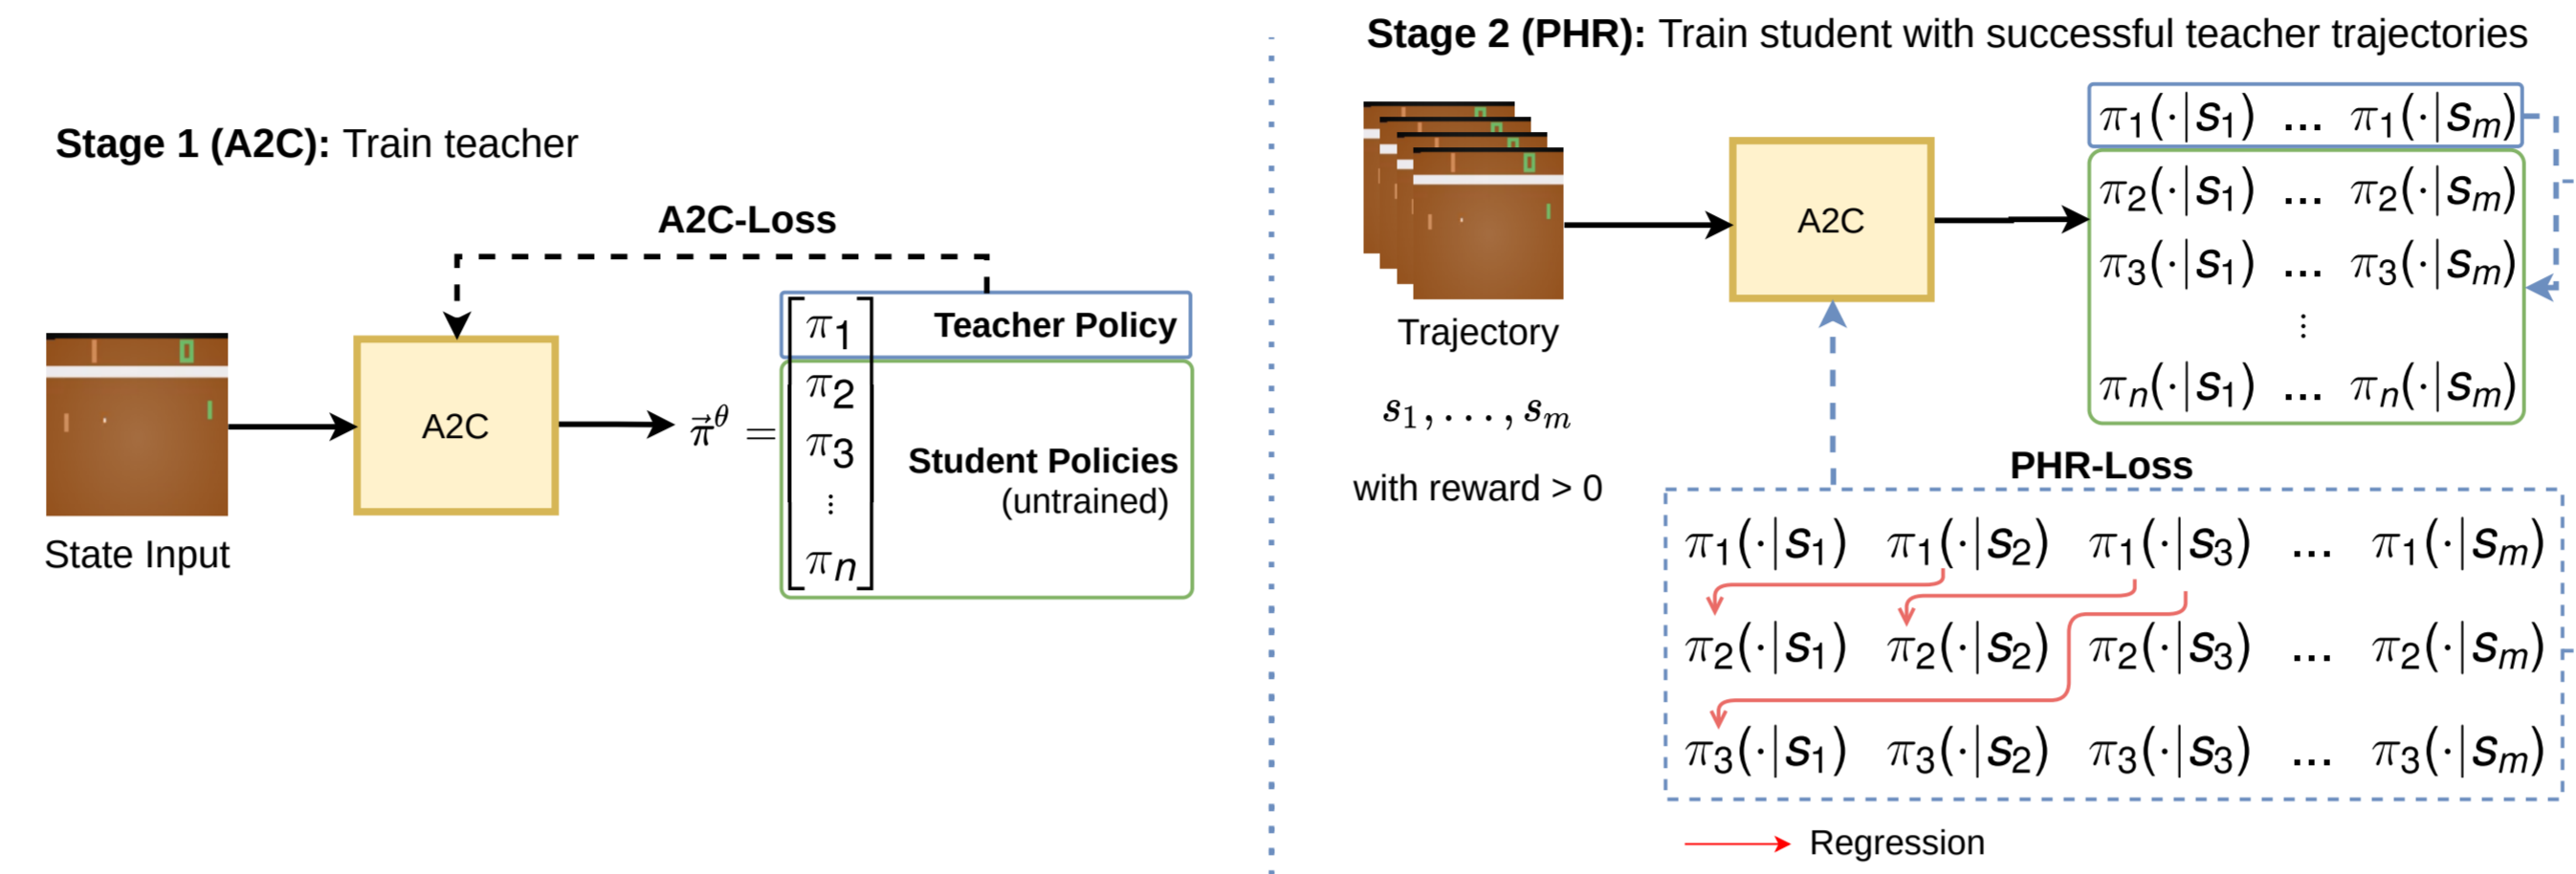 Stage 1 (A2C): Train teacher
A2C-Loss
State Input
A2C
π⃗^θ =
π₁
π₂
π₃
⋮
πₙ
Teacher Policy
Student Policies
(untrained)
Stage 2 (PHR): Train student with successful teacher trajectories
Trajectory
s₁, . . . , sₘ
with reward > 0
A2C
π₁(·|s₁) ... π₁(·|sₘ)
π₂(·|s₁) ... π₂(·|sₘ)
π₃(·|s₁) ... π₃(·|sₘ)
⋮
πₙ(·|s₁) ... πₙ(·|sₘ)
PHR-Loss
π₁(·|s₁) π₁(·|s₂) π₁(·|s₃) ... π₁(·|sₘ)
π₂(·|s₁) π₂(·|s₂) π₂(·|s₃) ... π₂(·|sₘ)
π₃(·|s₁) π₃(·|s₂) π₃(·|s₃) ... π₃(·|sₘ)
Regression